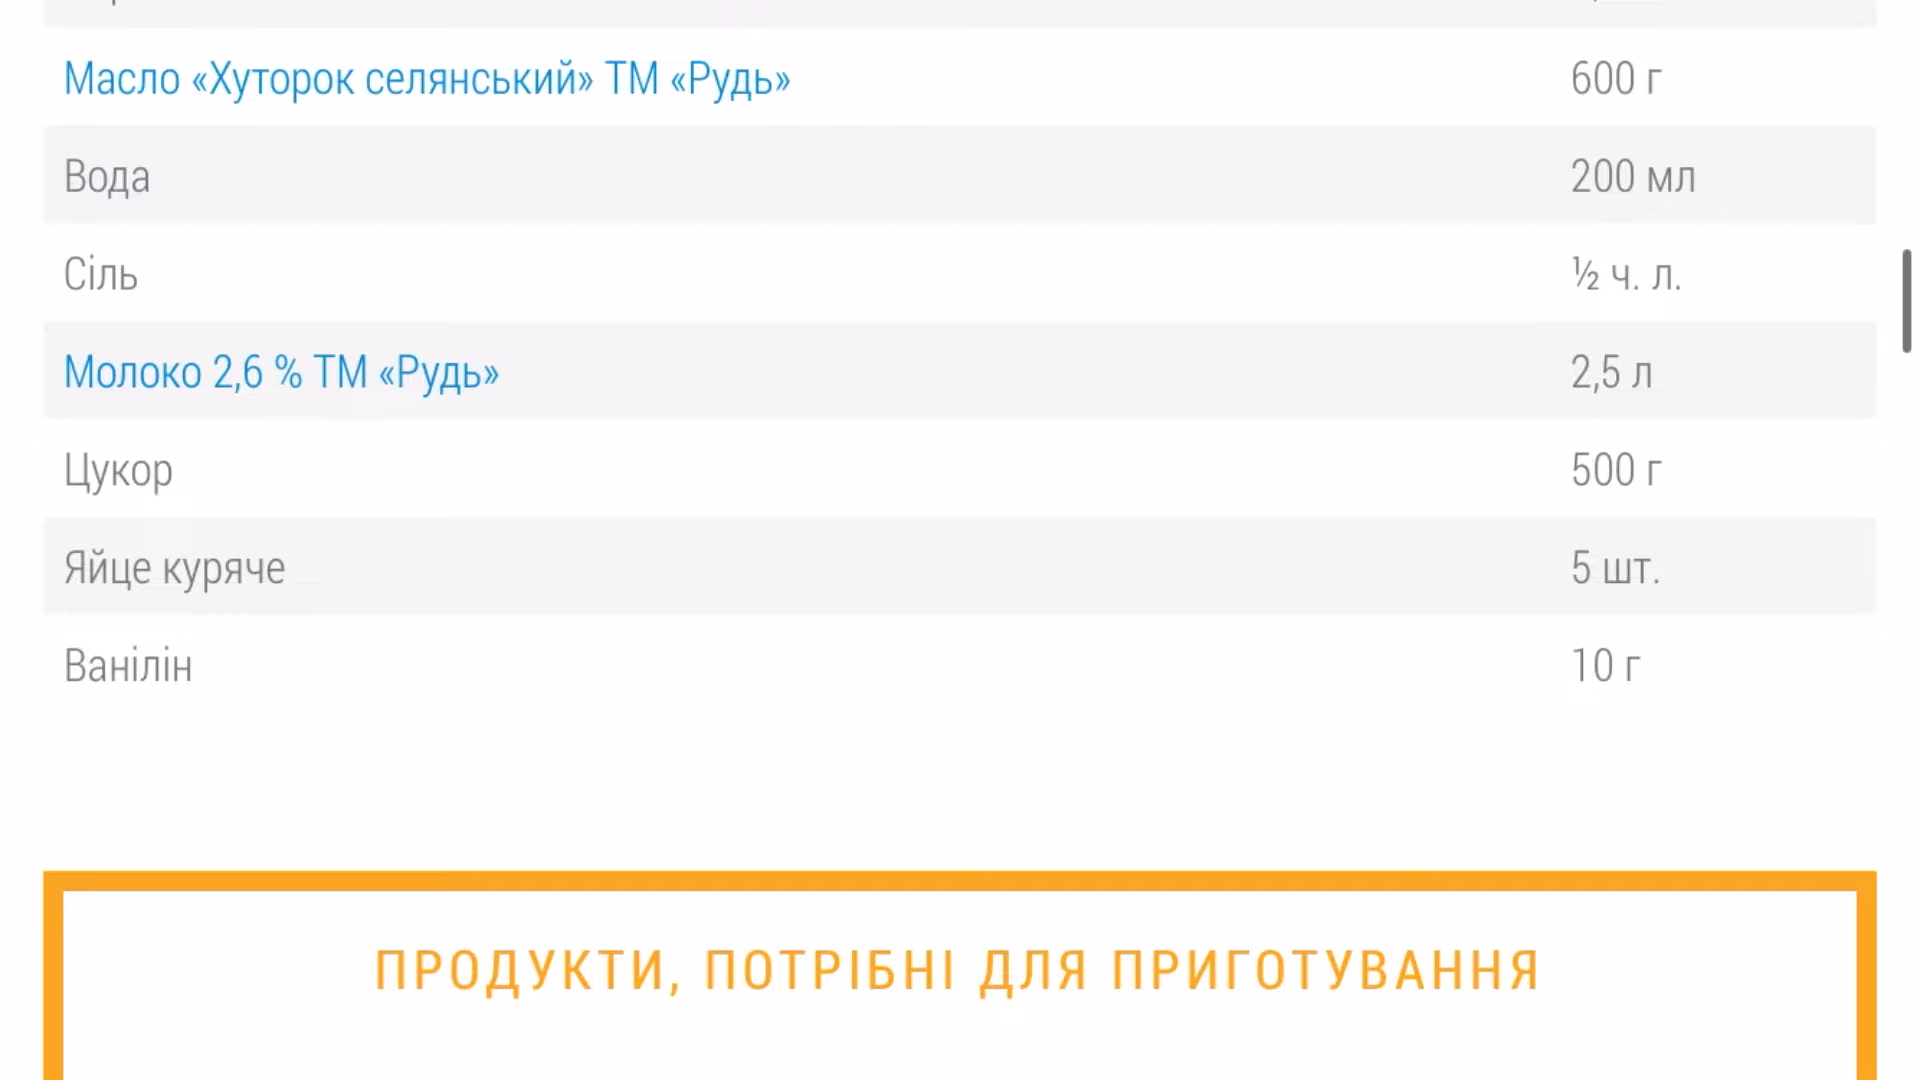 Масло «Хуторок селянський» ТМ «Рудь» 600 г
Вода 200 мл
Сіль ½ ч. л.
Молоко 2,6 % ТМ «Рудь» 2,5 л
Цукор 500 г
Яйце куряче 5 шт.
Ванілін 10 г
ПРОДУКТИ, ПОТРІБНІ ДЛЯ ПРИГОТУВАННЯ